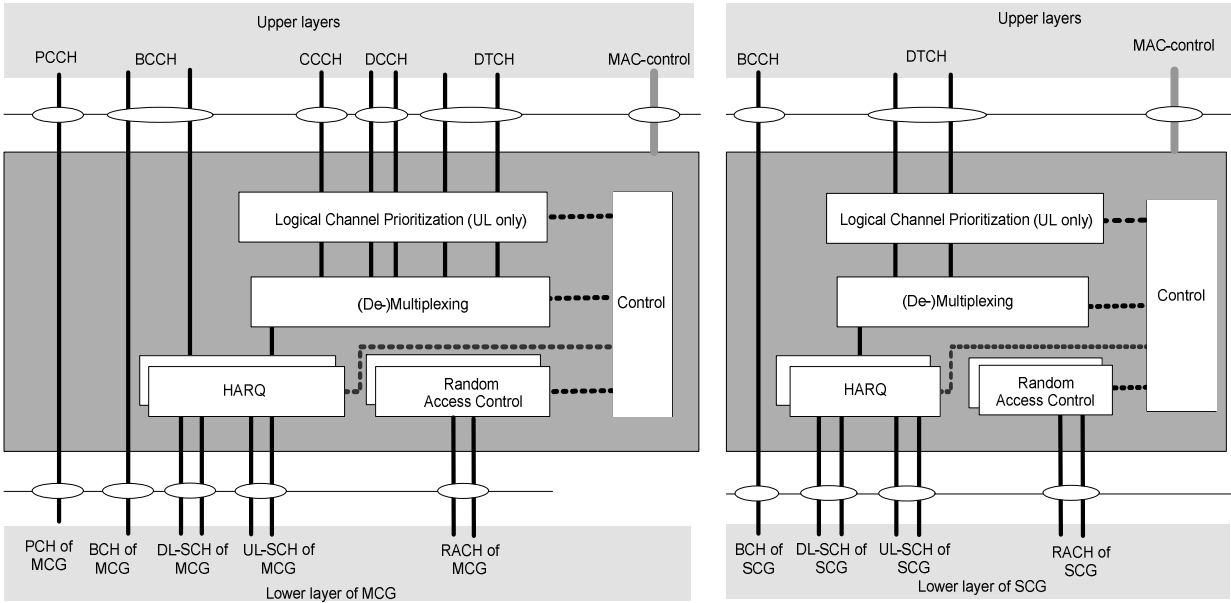 Upper layers
PCCH BCCH CCCH DCCH DTCH MAC-control
Logical Channel Prioritization (UL only)
(De-)Multiplexing
Control
HARQ
Random
Access Control
PCH of
MCG
BCH of
MCG
DL-SCH of
MCG
UL-SCH of
MCG
RACH of
MCG
Lower layer of MCG
Upper layers
BCCH DTCH MAC-control
Logical Channel Prioritization (UL only)
(De-)Multiplexing
Control
HARQ
Random
Access Control
BCH of
SCG
DL-SCH of
SCG
UL-SCH of
SCG
RACH of
SCG
Lower layer of SCG